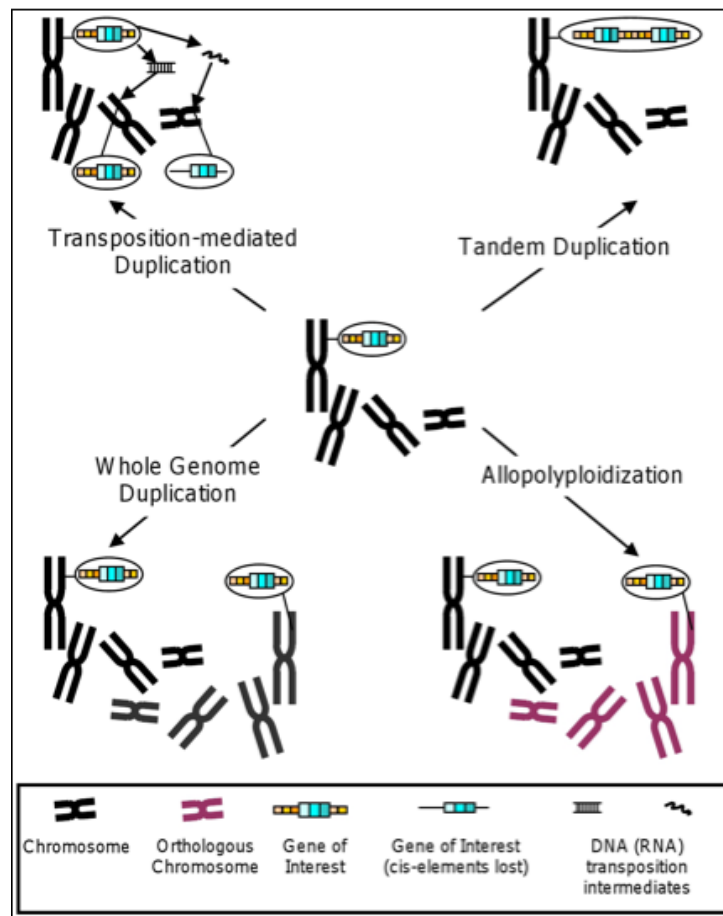 Transposition-mediated
Duplication
Tandem Duplication
Whole Genome
Duplication
Allopolyploidization
Chromosome
Orthologous
Chromosome
Gene of
Interest
Gene of Interest
(cis-elements lost)
DNA (RNA)
transposition
intermediates